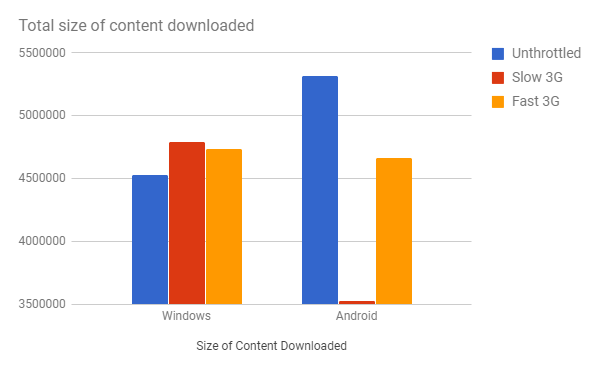 Total size of content downloaded
5500000
5000000
4500000
4000000
3500000
Windows
Android
Size of Content Downloaded
Unthrottled
Slow 3G
Fast 3G